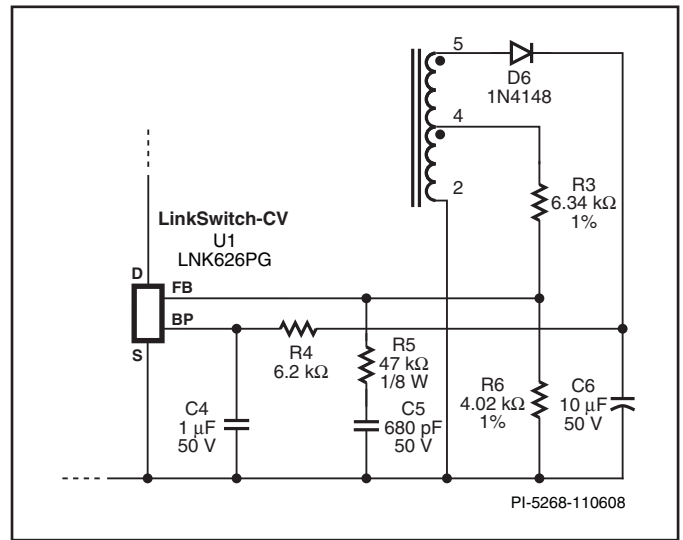 5
D6
1N4148
4
2
R3
6.34 kΩ
1%
LinkSwitch-CV
U1
LNK626PG
D
FB
BP
S
R4
6.2 kΩ
R5
47 kΩ
1/8 W
C4
1 μF
50 V
C5
680 pF
50 V
R6
4.02 kΩ
1%
C6
10 μF
50 V
PI-5268-110608